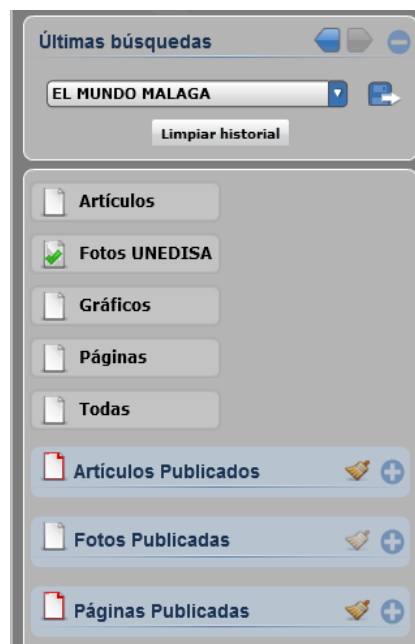 Últimas búsquedas
EL MUNDO MALAGA
Limpiar historial
Artículos
Fotos UNEDISA
Gráficos
Páginas
Todas
Artículos Publicados
Fotos Publicadas
Páginas Publicadas